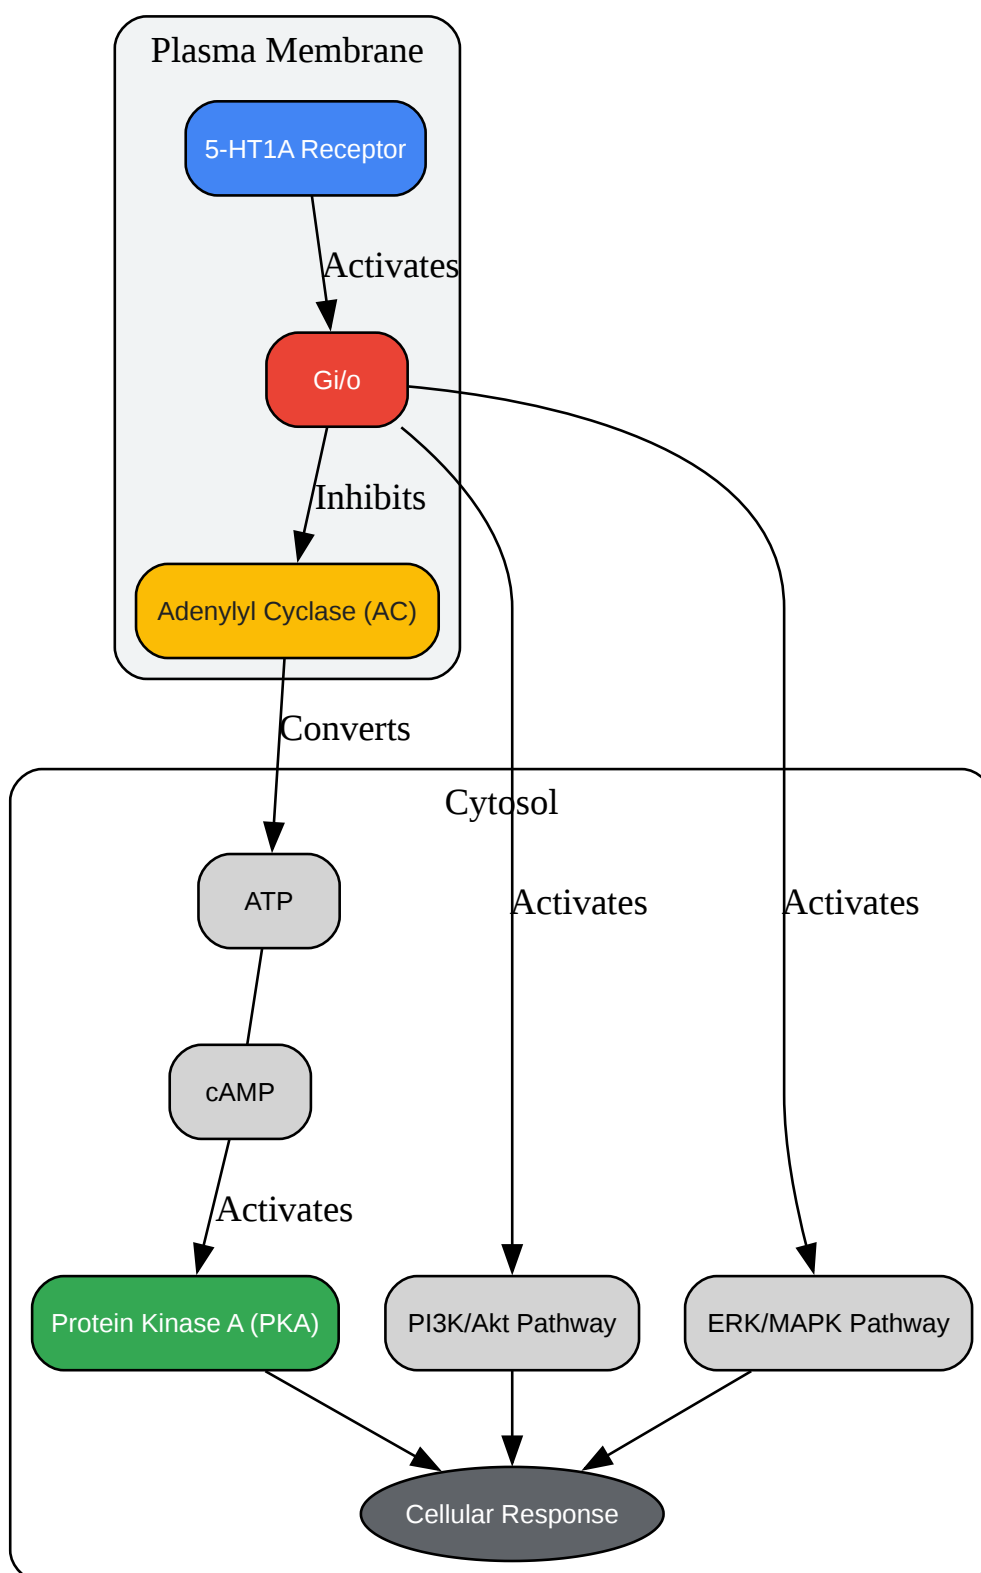 Plasma Membrane
5-HT1A Receptor
Activates
Gi/o
Inhibits
Adenylyl Cyclase (AC)
Converts
Cytosol
ATP
Activates
Activates
cAMP
Activates
Protein Kinase A (PKA)
PI3K/Akt Pathway
ERK/MAPK Pathway
Cellular Response